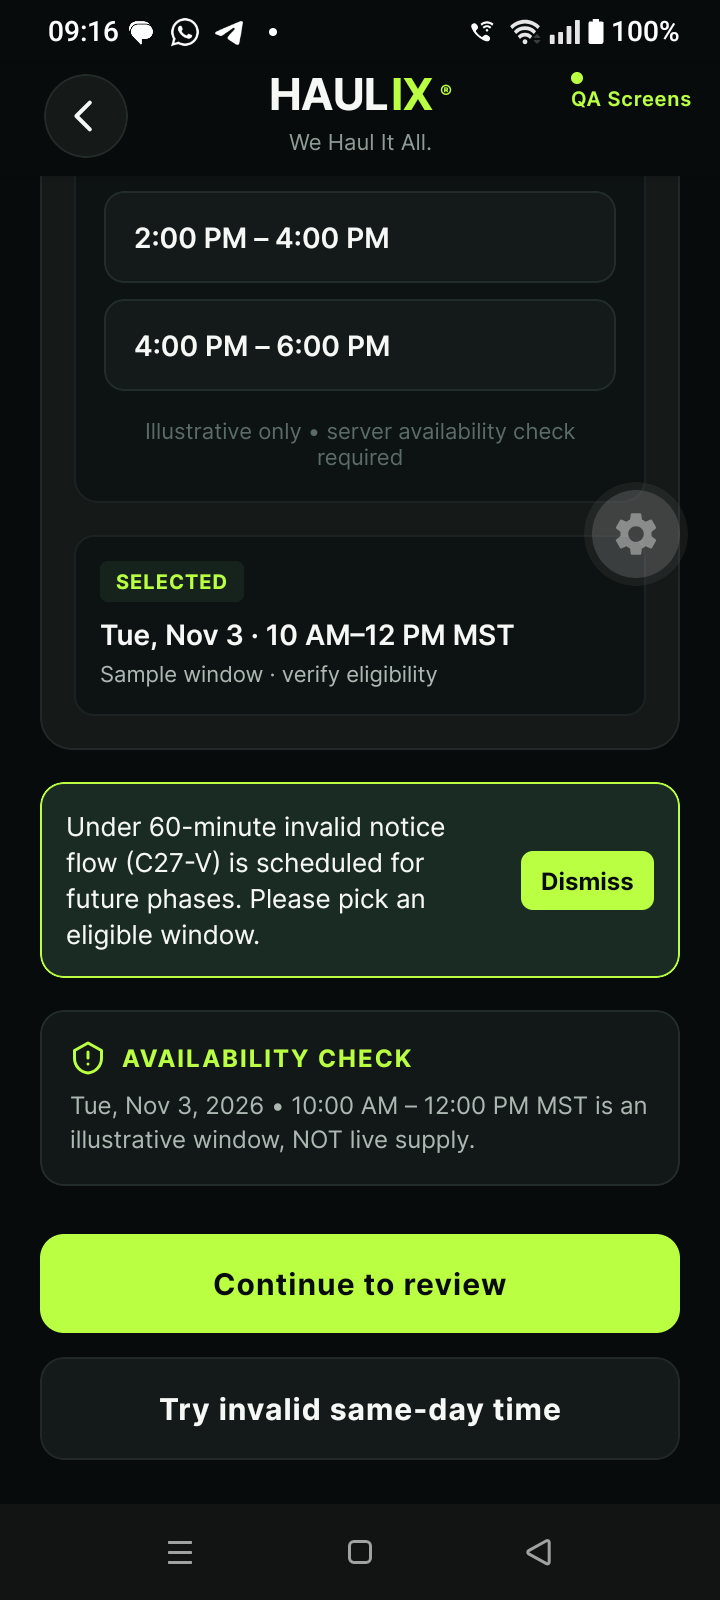 09:16
100%
HAULIX ®
QA Screens
We Haul It All.
2:00 PM – 4:00 PM
4:00 PM – 6:00 PM
Illustrative only • server availability check
required
SELECTED
Tue, Nov 3 · 10 AM–12 PM MST
Sample window · verify eligibility
Under 60-minute invalid notice
flow (C27-V) is scheduled for
future phases. Please pick an
eligible window.
Dismiss
AVAILABILITY CHECK
Tue, Nov 3, 2026 • 10:00 AM – 12:00 PM MST is an
illustrative window, NOT live supply.
Continue to review
Try invalid same-day time